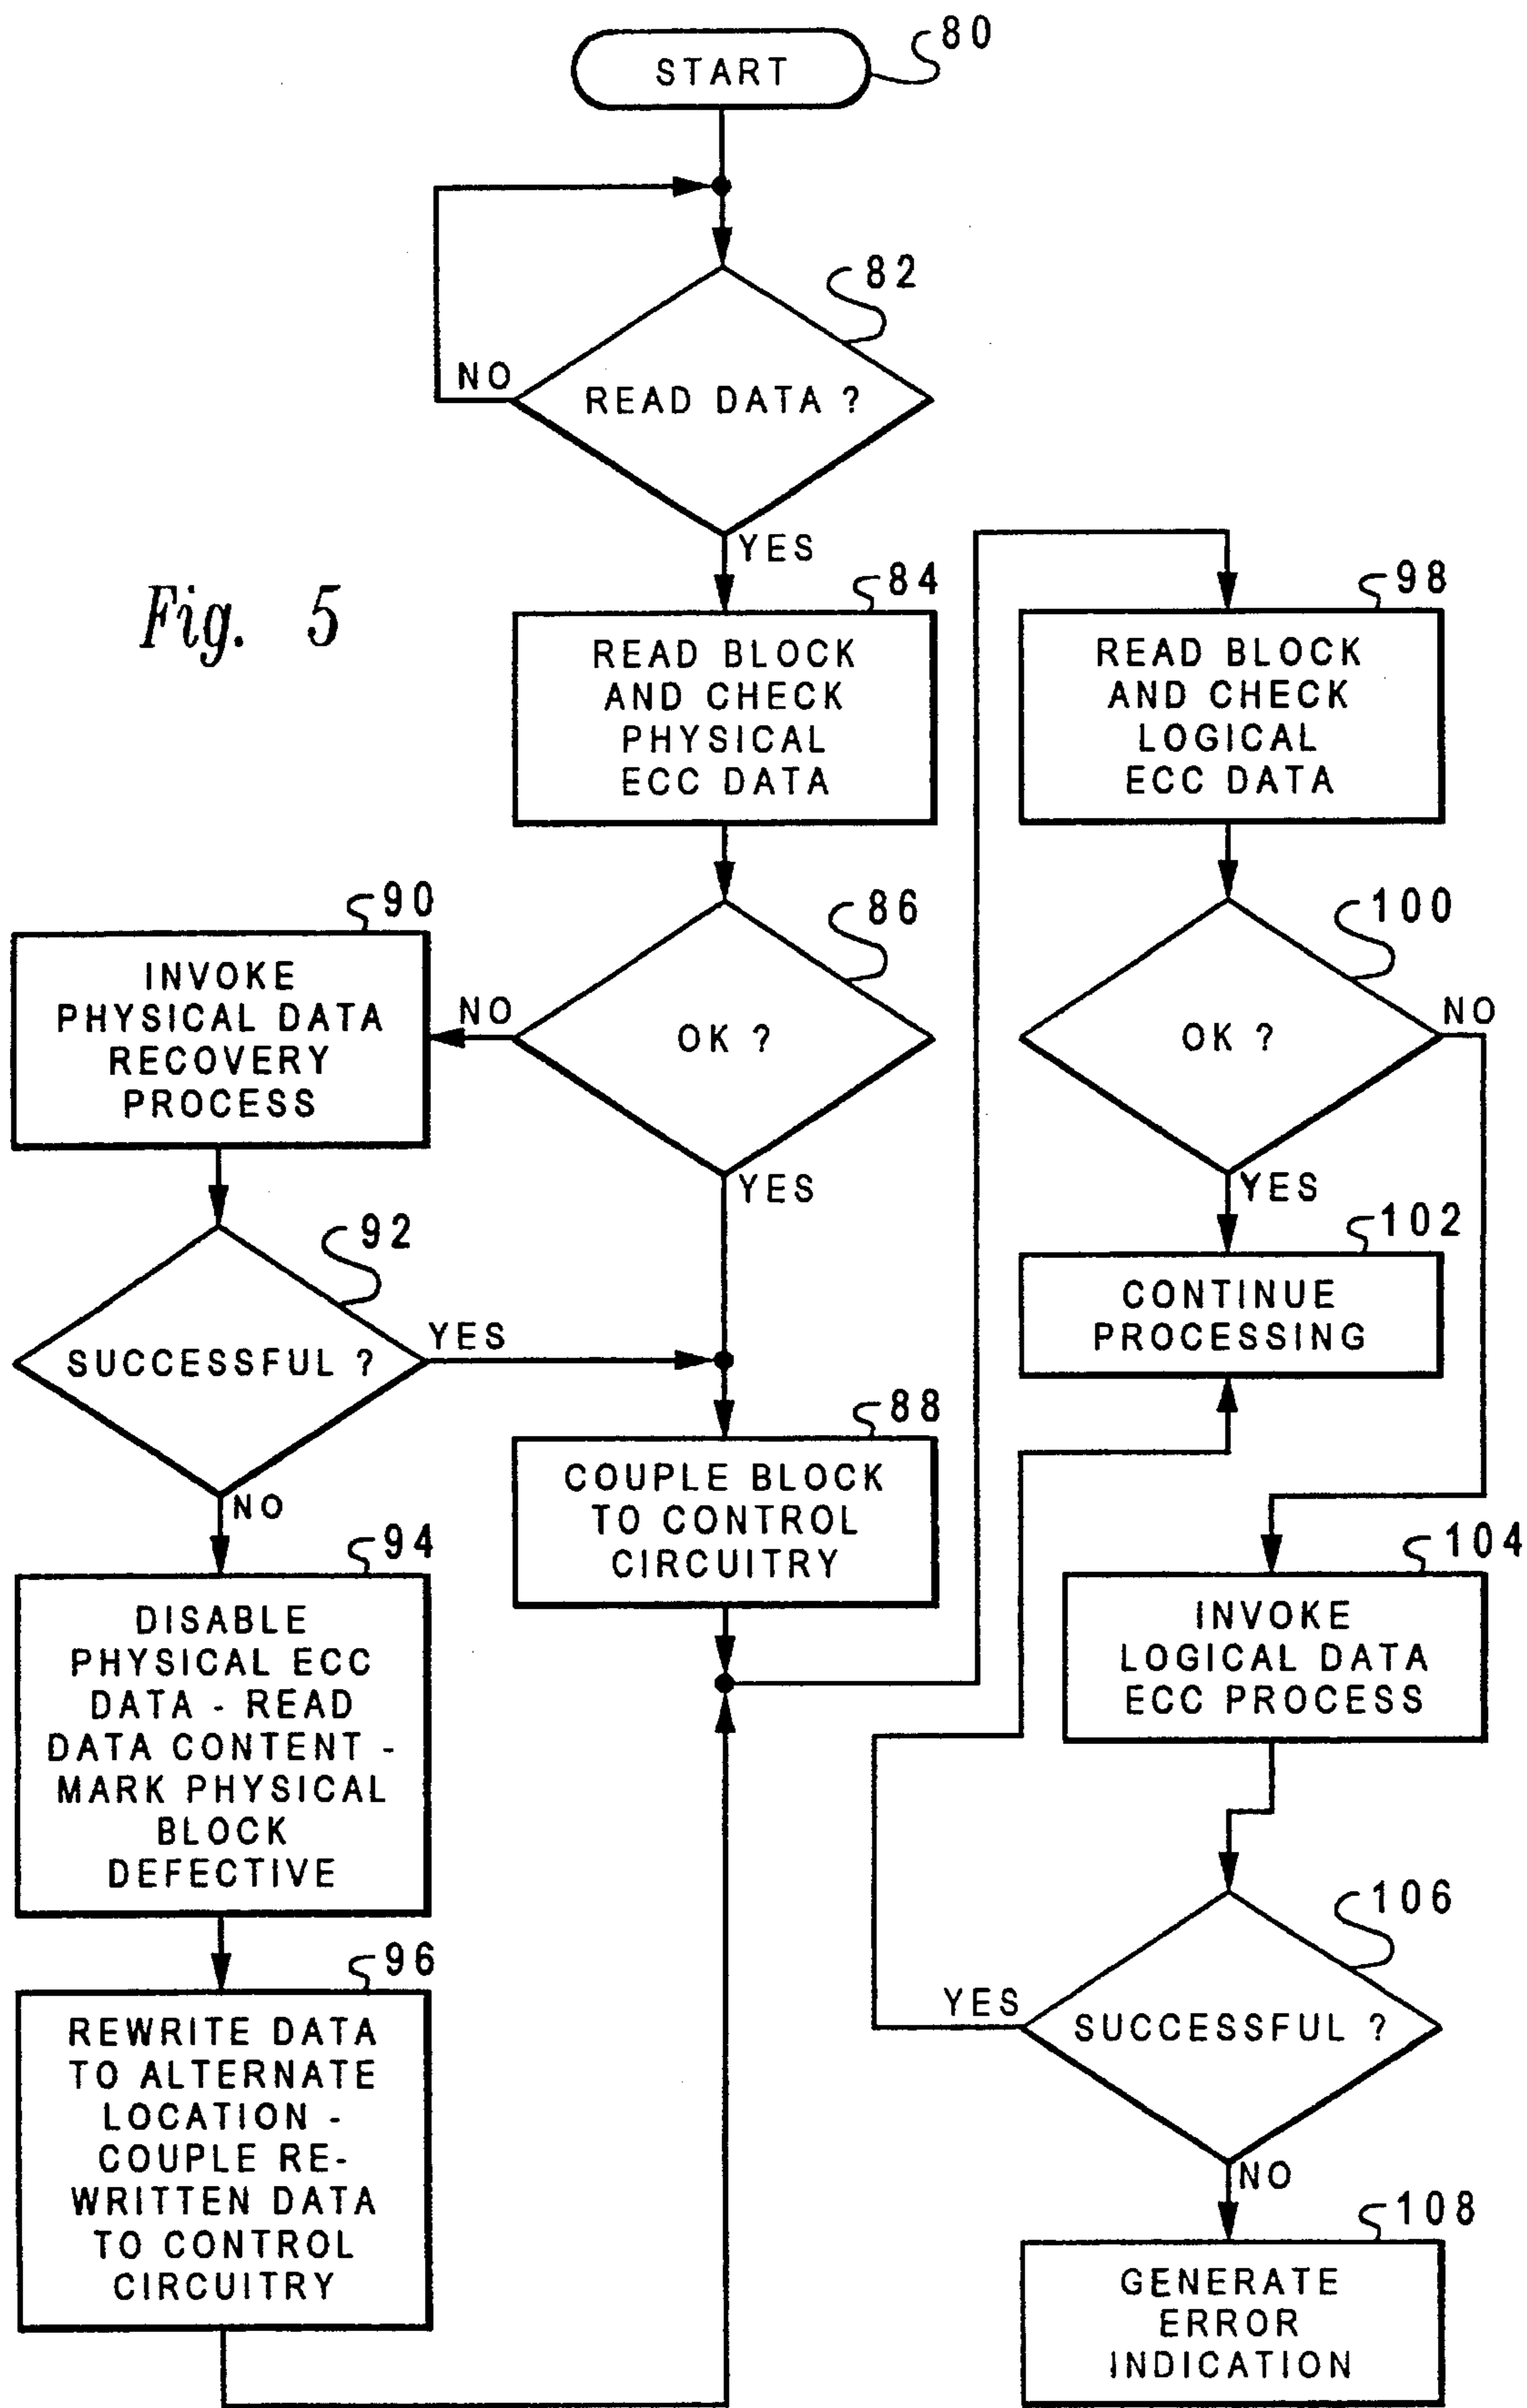 START
80
82
NO
READ DATA ?
YES
Fig. 5
84
READ BLOCK
AND CHECK
PHYSICAL
ECC DATA
98
READ BLOCK
AND CHECK
LOGICAL
ECC DATA
90
INVOKE
PHYSICAL DATA
RECOVERY
PROCESS
86
NO
OK ?
YES
100
OK ?
NO
YES
92
SUCCESSFUL ?
YES
NO
102
CONTINUE
PROCESSING
88
COUPLE BLOCK
TO CONTROL
CIRCUITRY
94
DISABLE
PHYSICAL ECC
DATA - READ
DATA CONTENT -
MARK PHYSICAL
BLOCK
DEFECTIVE
104
INVOKE
LOGICAL DATA
ECC PROCESS
96
REWRITE DATA
TO ALTERNATE
LOCATION -
COUPLE RE-
WRITTEN DATA
TO CONTROL
CIRCUITRY
106
YES
SUCCESSFUL ?
NO
108
GENERATE
ERROR
INDICATION